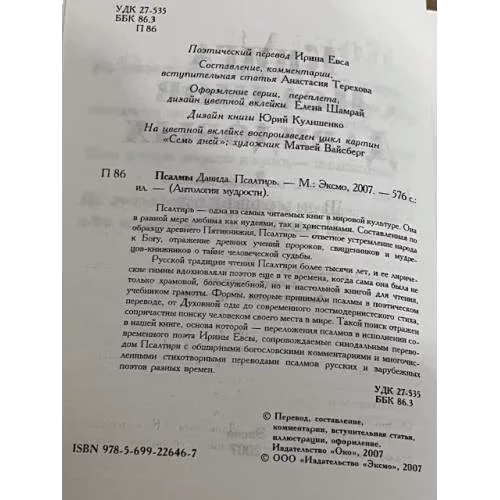 УДК 27-535
ББК 86.3
П 86
Поэтический перевод Ирина Евса
Составление, комментарии,
вступительная статья Анастасия Терехова
Оформление серии, переплета,
дизайн цветной вклейки Елена Шамрай
Дизайн книги Юрий Кулишенко
На цветной вклейке воспроизведен цикл картин
«Семь дней»; художник Матвей Вайсберг
П 86 Псалмы Давида. Псалтирь. — М.: Эксмо, 2007. — 576 с.:
ил. — (Антология мудрости).
Псалтирь — одна из самых читаемых книг в мировой культуре. Она
в равной мере любима как иудеями, так и христианами. Составленная по
образцу древнего Пятикнижия, Псалтирь — ответное устремление народа
к Богу, отражение древних учений пророков, священников и мудре-
цов-книжников о тайне человеческой судьбы.
Русской традиции чтения Псалтири более тысячи лет, и ее лириче-
ские гимны вдохновляли поэтов еще в те времена, когда сама она была не
только храмовой, богослужебной, но и настольной книгой для чтения,
учебником грамоты. Формы, которые принимали псалмы в поэтическом
переводе, от Духовной оды до современного постмодернистского стиха,
сопричастны поиску человеком своего места в мире. Такой поиск отражен
в нашей книге, основа которой — переложения псалмов в исполнении со-
временного поэта Ирины Евсы, сопровождаемые синодальным перево-
дом Псалтири с обширными богословскими комментариями и многочис-
ленными стихотворными переводами псалмов русских и зарубежных
поэтов разных времен.
УДК 27-535
ББК 86.3
© Перевод, составление,
комментарии, вступительная статья,
иллюстрации, оформление.
Издательство «Око», 2007
ISBN 978-5-699-22646-7
© ООО «Издательство «Эксмо», 2007